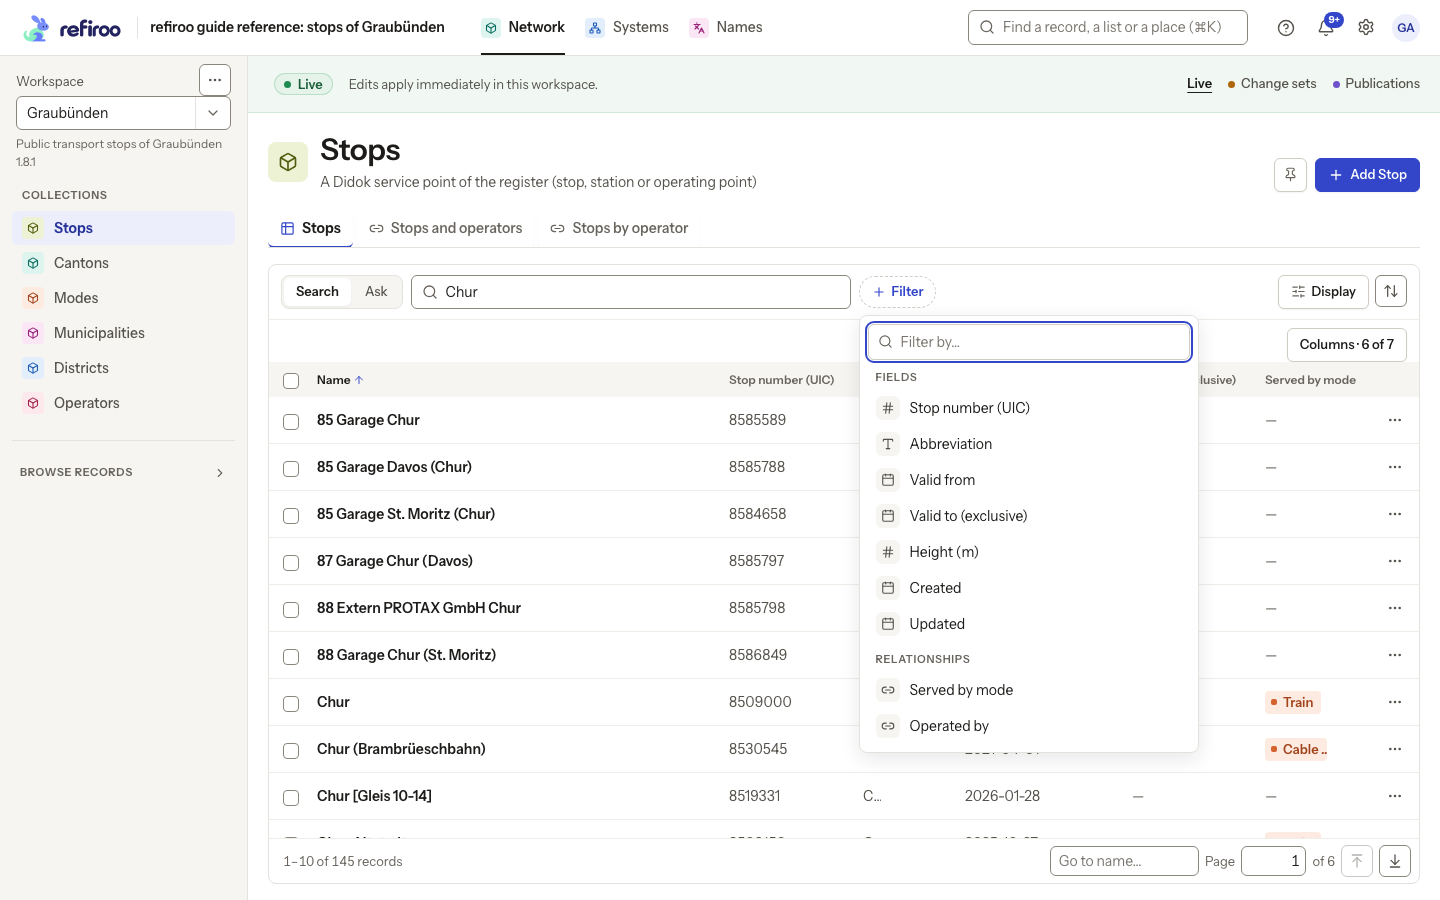 refiroo
refiroo guide reference: stops of Graubünden
Network
Systems
Names
Find a record, a list or a place (⌘K)
9+
GA
Workspace
Graubünden
Public transport stops of Graubünden
1.8.1
COLLECTIONS
Stops
Cantons
Modes
Municipalities
Districts
Operators
BROWSE RECORDS
Live
Edits apply immediately in this workspace.
Live
Change sets
Publications
Stops
A Didok service point of the register (stop, station or operating point)
Add Stop
Stops
Stops and operators
Stops by operator
Search
Ask
Chur
Filter
Display
Columns · 6 of 7
Filter by...
FIELDS
Stop number (UIC)
Abbreviation
Valid from
Valid to (exclusive)
Height (m)
Created
Updated
RELATIONSHIPS
Served by mode
Operated by
Name
Stop number (UIC)
lusive)
Served by mode
85 Garage Chur 8585589 —
85 Garage Davos (Chur) 8585788 —
85 Garage St. Moritz (Chur) 8584658 —
87 Garage Chur (Davos) 8585797 —
88 Extern PROTAX GmbH Chur 8585798 —
88 Garage Chur (St. Moritz) 8586849 —
Chur 8509000 Train
Chur (Brambrüeschbahn) 8530545 Cable ..
Chur [Gleis 10-14] 8519331 C... 2026-01-28 — —
1–10 of 145 records
Go to name...
Page
1
of 6